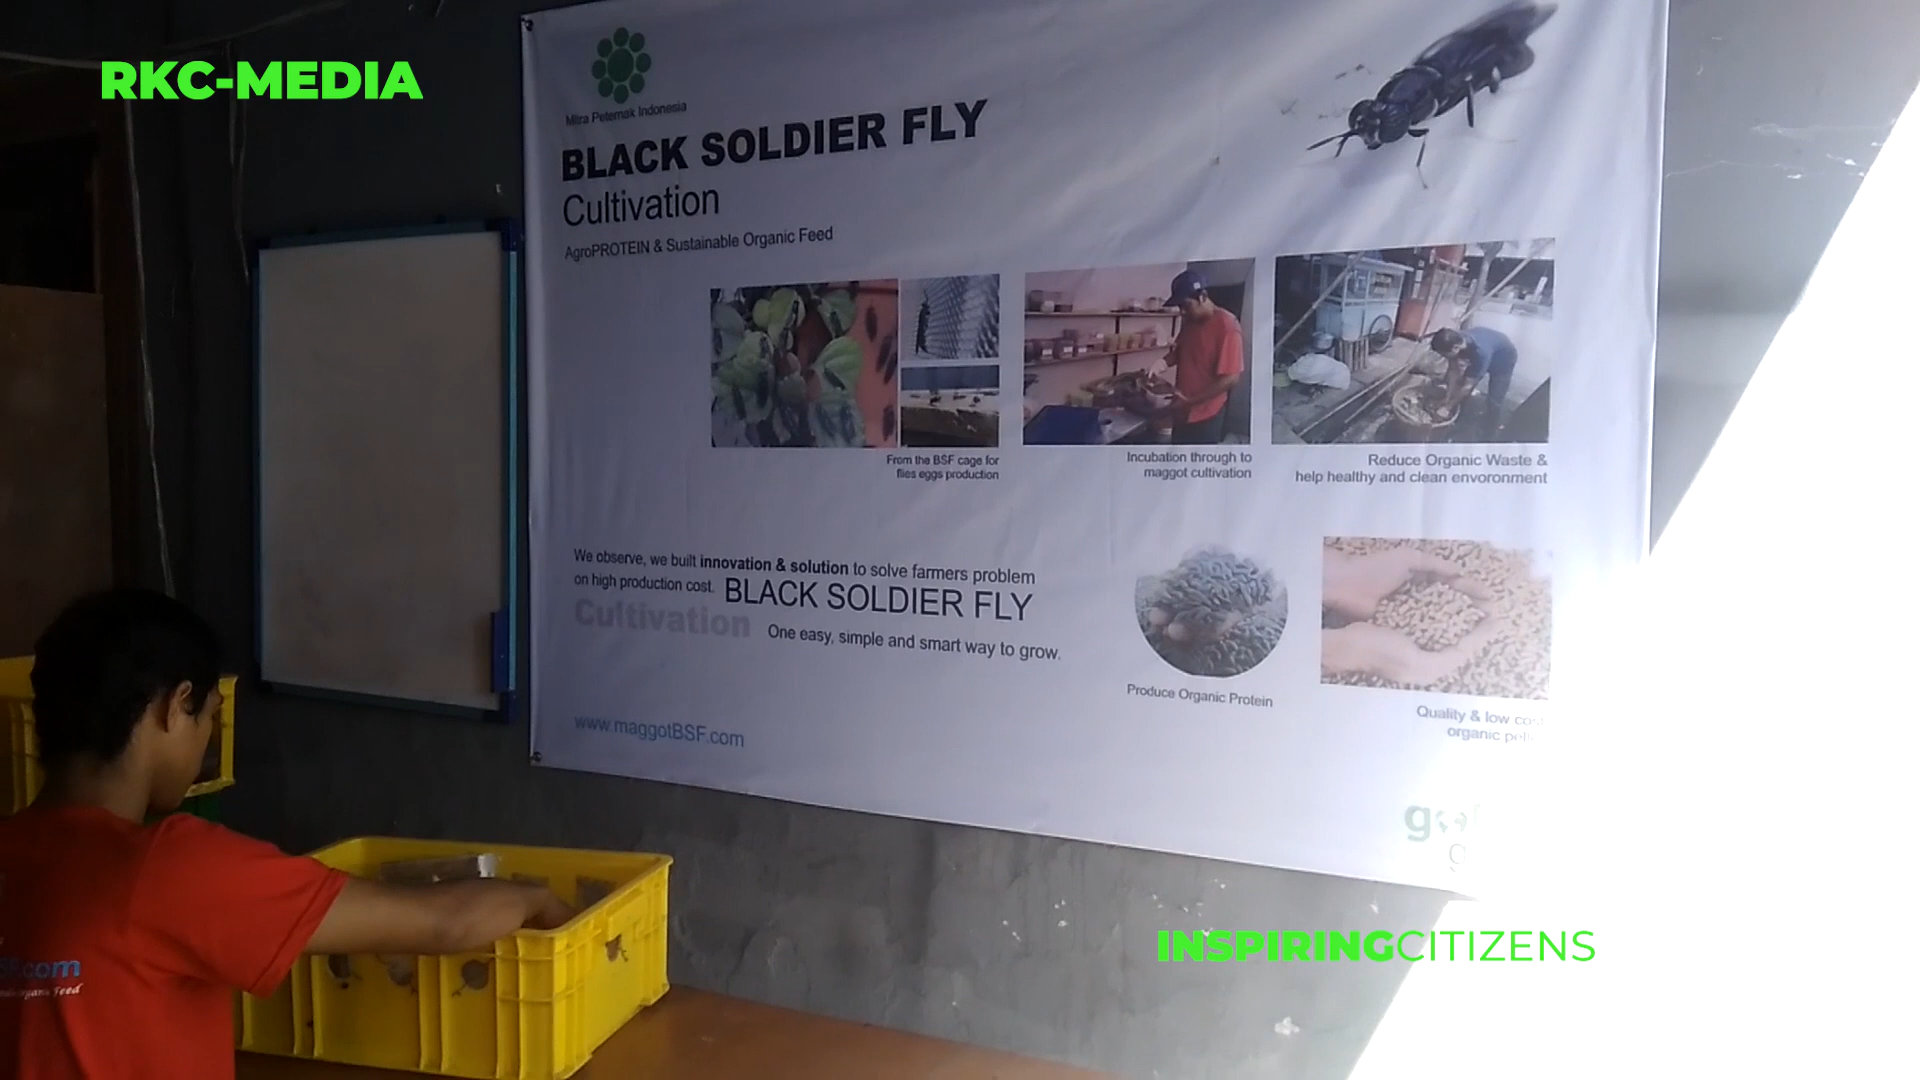 RKC-MEDIA
Mitra Peternak Indonesia
BLACK SOLDIER FLY
Cultivation
AgroPROTEIN & Sustainable Organic Feed
From the BSF cage for
flies eggs production
Incubation through to
maggot cultivation
Reduce Organic Waste &
help healthy and clean envoronment
We observe, we built innovation & solution to solve farmers problem
on high production cost. BLACK SOLDIER FLY
Cultivation One easy, simple and smart way to grow.
Produce Organic Protein
Quality & low
organic
www.maggotBSF.com
.com
Feed
INSPIRINGCITIZENS